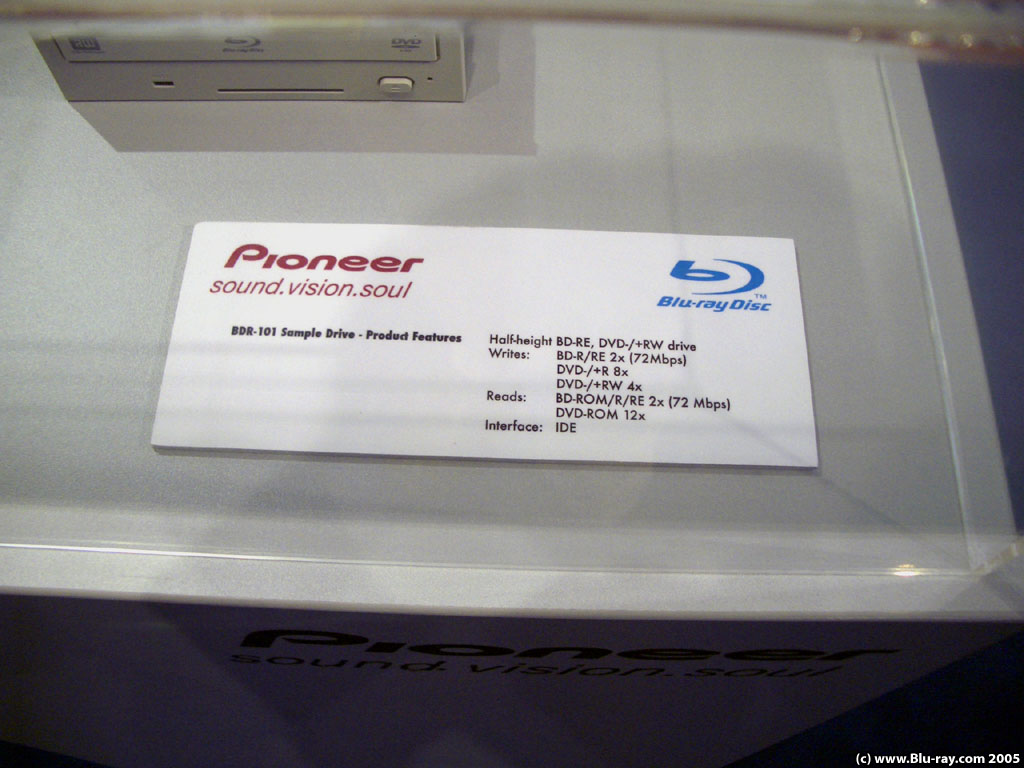 RW
Blu-ray Disc
DVD
Pioneer
sound.vision.soul
Blu-ray Disc™
BDR-101 Sample Drive - Product Features
Half-height BD-RE, DVD-/+RW drive
Writes: BD-R/RE 2x (72Mbps)
DVD-/+R 8x
DVD-/+RW 4x
Reads: BD-ROM/R/RE 2x (72 Mbps)
DVD-ROM 12x
Interface: IDE
Pioneer
sound.vision.soul
(c) www.Blu-ray.com 2005